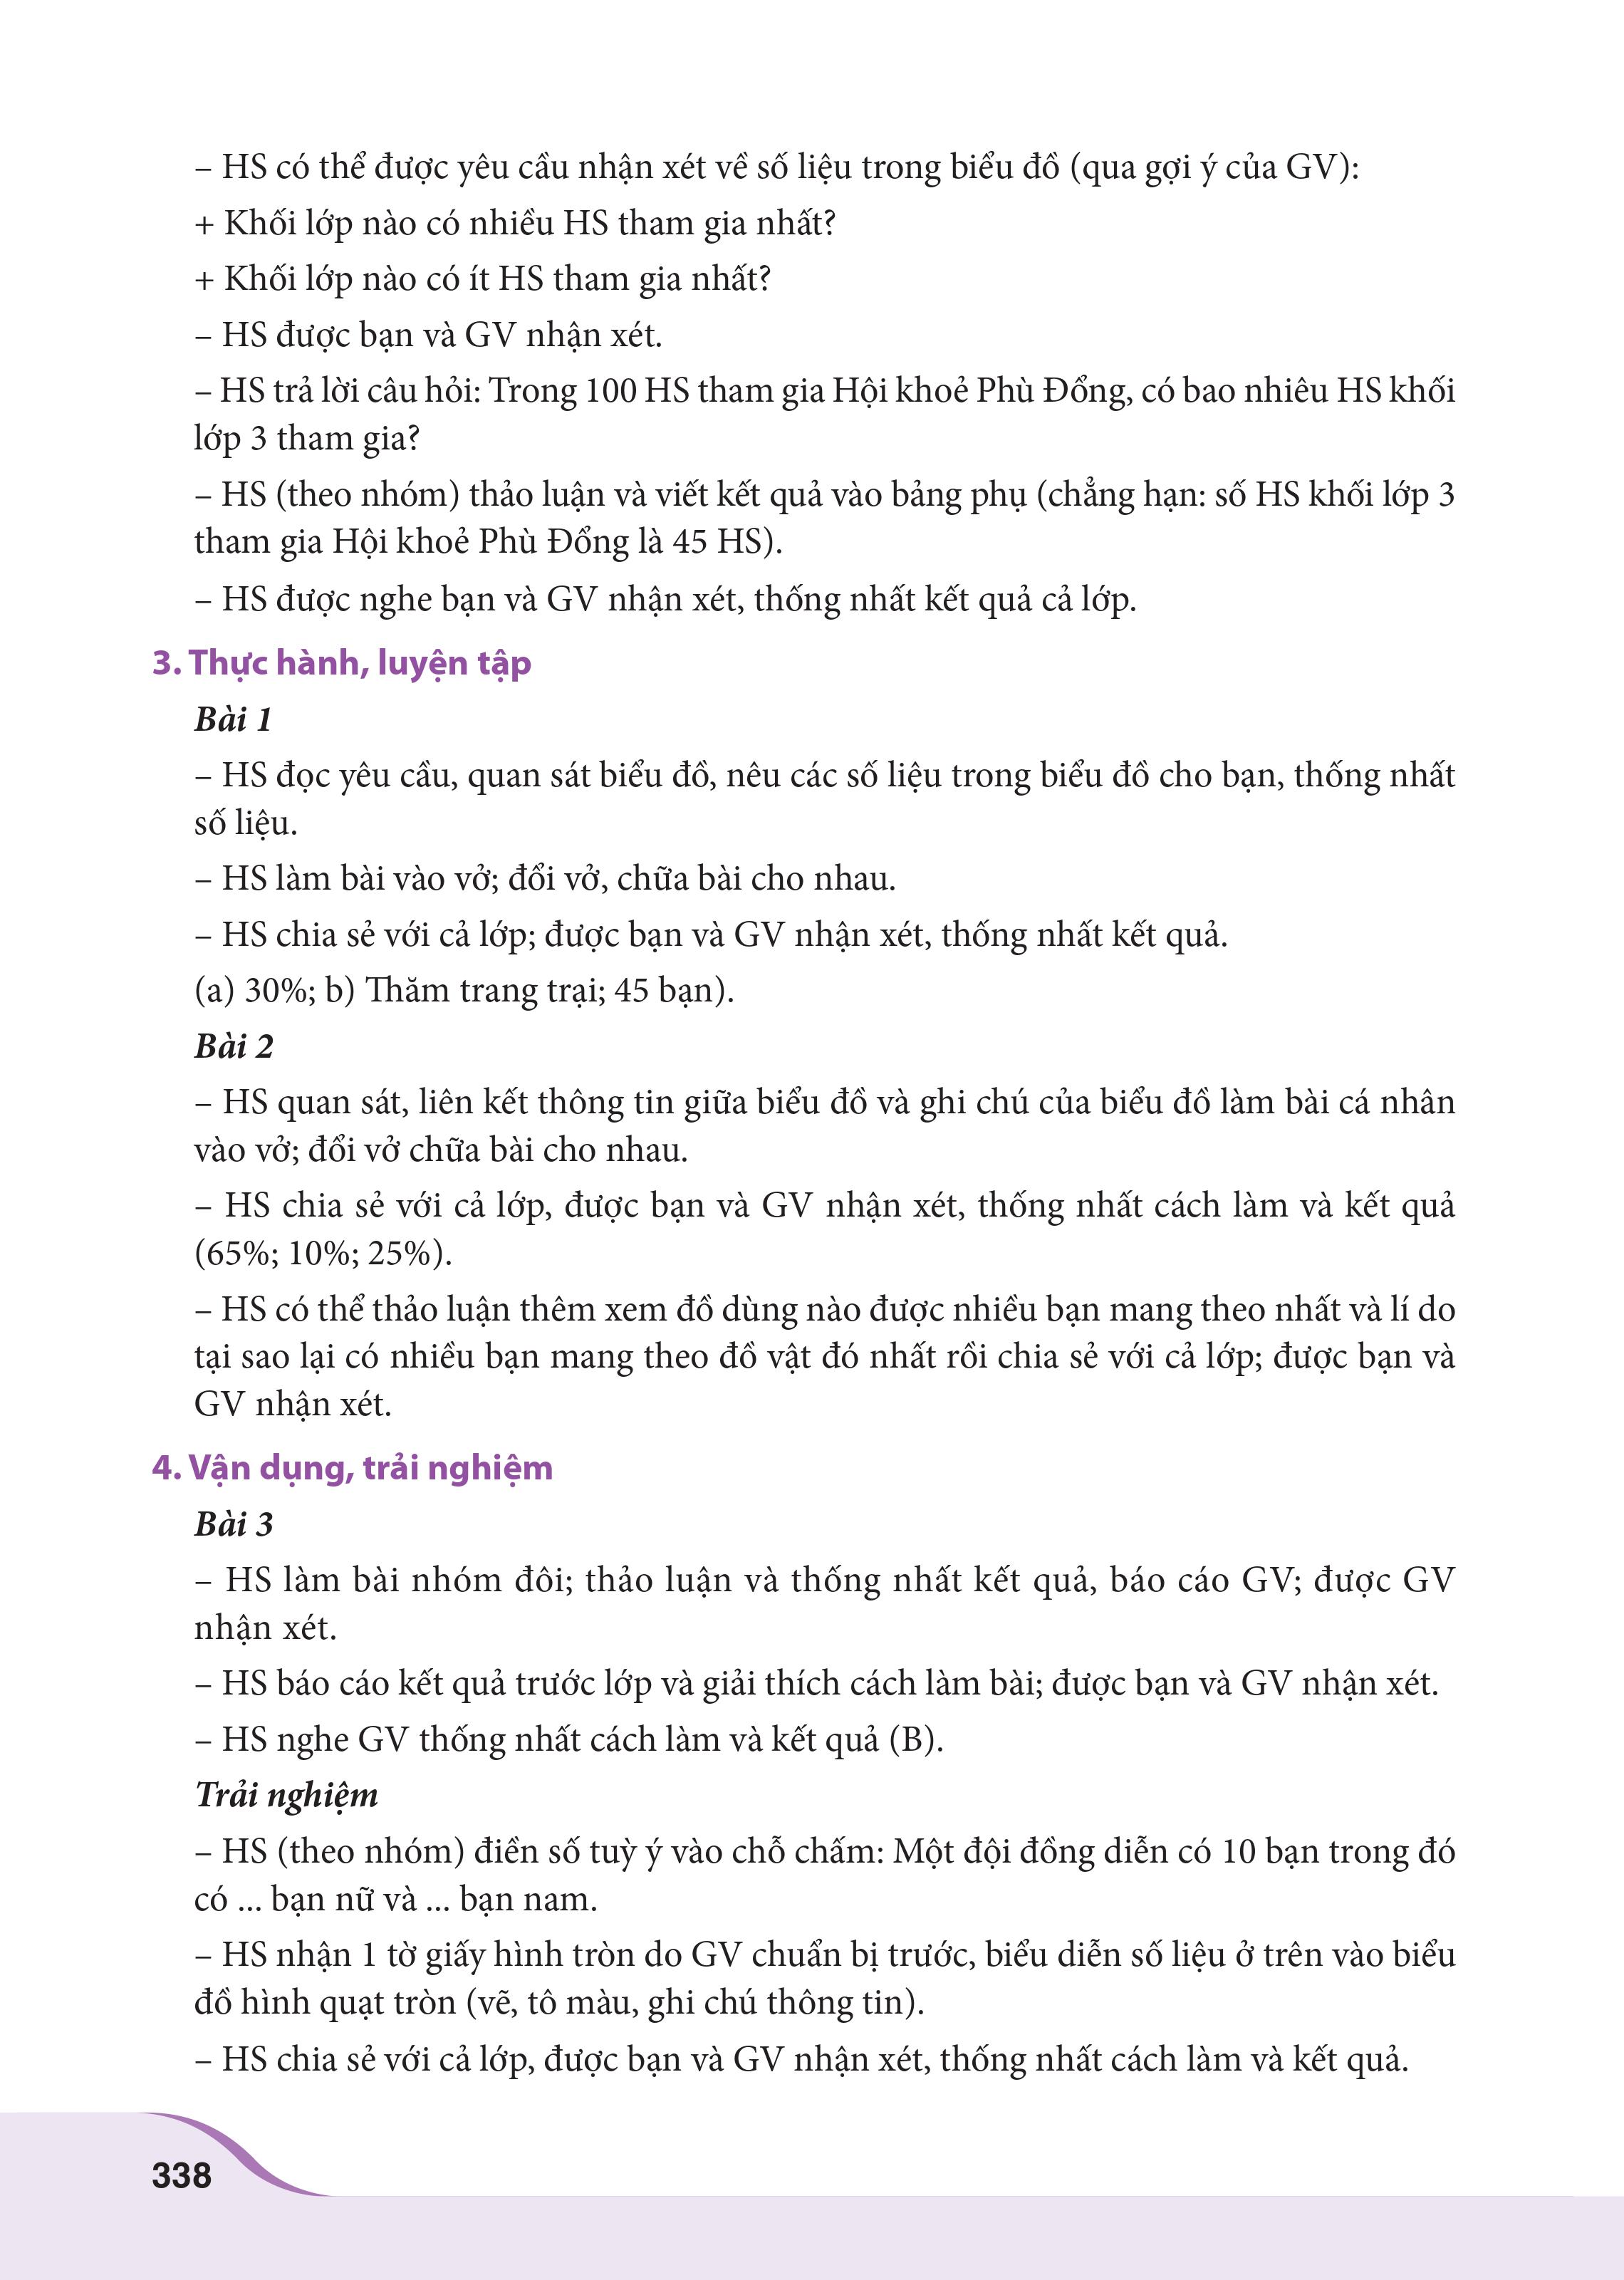 – HS có thể được yêu cầu nhận xét về số liệu trong biểu đồ (qua gợi ý của GV):
+ Khối lớp nào có nhiều HS tham gia nhất?
+ Khối lớp nào có ít HS tham gia nhất?
– HS được bạn và GV nhận xét.
– HS trả lời câu hỏi: Trong 100 HS tham gia Hội khoẻ Phù Đổng, có bao nhiêu HS khối
lớp 3 tham gia?
– HS (theo nhóm) thảo luận và viết kết quả vào bảng phụ (chẳng hạn: số HS khối lớp 3
tham gia Hội khoẻ Phù Đổng là 45 HS).
– HS được nghe bạn và GV nhận xét, thống nhất kết quả cả lớp.
3. Thực hành, luyện tập
Bài 1
– HS đọc yêu cầu, quan sát biểu đồ, nêu các số liệu trong biểu đồ cho bạn, thống nhất
số liệu.
– HS làm bài vào vở; đổi vở, chữa bài cho nhau.
– HS chia sẻ với cả lớp; được bạn và GV nhận xét, thống nhất kết quả.
(a) 30%; b) Thăm trang trại; 45 bạn).
Bài 2
– HS quan sát, liên kết thông tin giữa biểu đồ và ghi chú của biểu đồ làm bài cá nhân
vào vở; đổi vở chữa bài cho nhau.
– HS chia sẻ với cả lớp, được bạn và GV nhận xét, thống nhất cách làm và kết quả
(65%; 10%; 25%).
– HS có thể thảo luận thêm xem đồ dùng nào được nhiều bạn mang theo nhất và lí do
tại sao lại có nhiều bạn mang theo đồ vật đó nhất rồi chia sẻ với cả lớp; được bạn và
GV nhận xét.
4. Vận dụng, trải nghiệm
Bài 3
– HS làm bài nhóm đôi; thảo luận và thống nhất kết quả, báo cáo GV; được GV
nhận xét.
– HS báo cáo kết quả trước lớp và giải thích cách làm bài; được bạn và GV nhận xét.
– HS nghe GV thống nhất cách làm và kết quả (B).
Trải nghiệm
– HS (theo nhóm) điền số tuỳ ý vào chỗ chấm: Một đội đồng diễn có 10 bạn trong đó
có ... bạn nữ và ... bạn nam.
– HS nhận 1 tờ giấy hình tròn do GV chuẩn bị trước, biểu diễn số liệu ở trên vào biểu
đồ hình quạt tròn (vẽ, tô màu, ghi chú thông tin).
– HS chia sẻ với cả lớp, được bạn và GV nhận xét, thống nhất cách làm và kết quả.
338